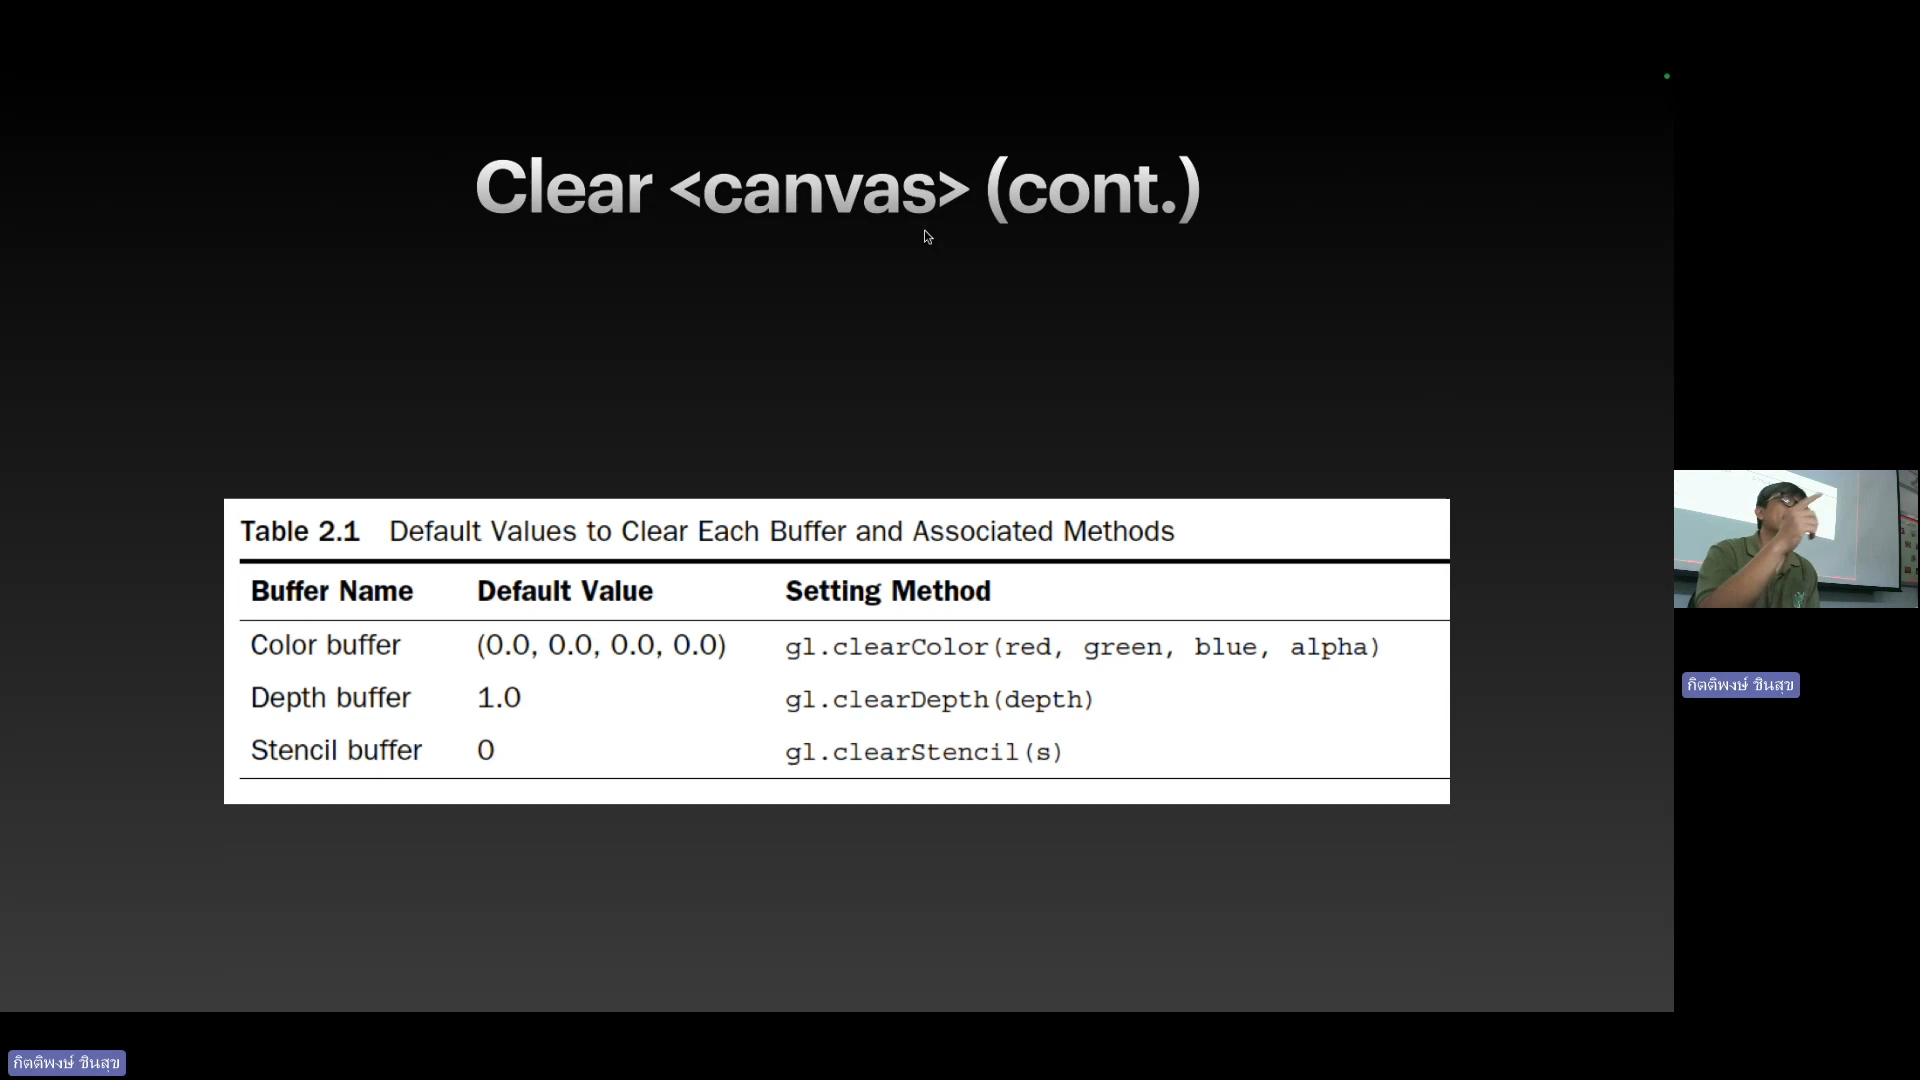 Clear <canvas> (cont.)
Table 2.1 Default Values to Clear Each Buffer and Associated Methods
Buffer Name Default Value Setting Method
Color buffer (0.0, 0.0, 0.0, 0.0) gl.clearColor(red, green, blue, alpha)
Depth buffer 1.0 gl.clearDepth(depth)
Stencil buffer 0 gl.clearStencil(s)
กิตติพงษ์ ชินสุข
กิตติพงษ์ ชินสุข